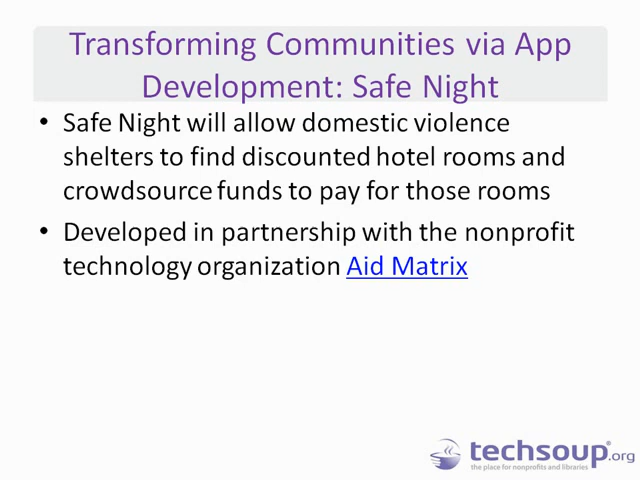 Transforming Communities via App
Development: Safe Night
• Safe Night will allow domestic violence
shelters to find discounted hotel rooms and
crowdsource funds to pay for those rooms
• Developed in partnership with the nonprofit
technology organization Aid Matrix
techsoup®.org
the place for nonprofits and libraries